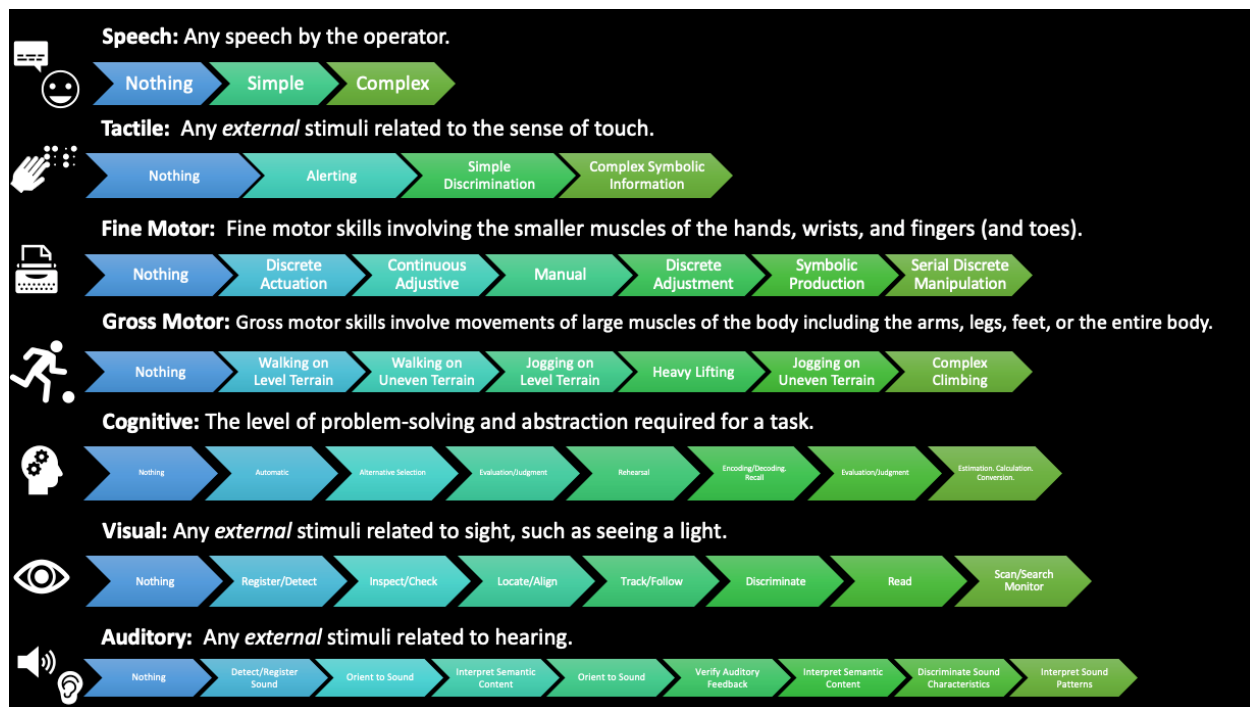 Speech: Any speech by the operator.
Nothing
Simple
Complex
Tactile: Any external stimuli related to the sense of touch.
Nothing
Alerting
Simple
Discrimination
Complex Symbolic
Information
Fine Motor: Fine motor skills involving the smaller muscles of the hands, wrists, and fingers (and toes).
Nothing
Discrete
Actuation
Continuous
Adjustive
Manual
Discrete
Adjustment
Symbolic
Production
Serial Discrete
Manipulation
Gross Motor: Gross motor skills involve movements of large muscles of the body including the arms, legs, feet, or the entire body.
Nothing
Walking on
Level Terrain
Walking on
Uneven Terrain
Jogging on
Level Terrain
Heavy Lifting
Jogging on
Uneven Terrain
Complex
Climbing
Cognitive: The level of problem-solving and abstraction required for a task.
Nothing
Automatic
Alternative Selection
Evaluation/Judgment
Rehearsal
Encoding/Decoding.
Recall
Evaluation/Judgment
Estimation. Calculation.
Conversion.
Visual: Any external stimuli related to sight, such as seeing a light.
Nothing
Register/Detect
Inspect/Check
Locate/Align
Track/Follow
Discriminate
Read
Scan/Search
Monitor
Auditory: Any external stimuli related to hearing.
Nothing
Detect/Register
Sound
Orient to Sound
Interpret Semantic
Content
Orient to Sound
Verify Auditory
Feedback
Interpret Semantic
Content
Discriminate Sound
Characteristics
Interpret Sound
Patterns